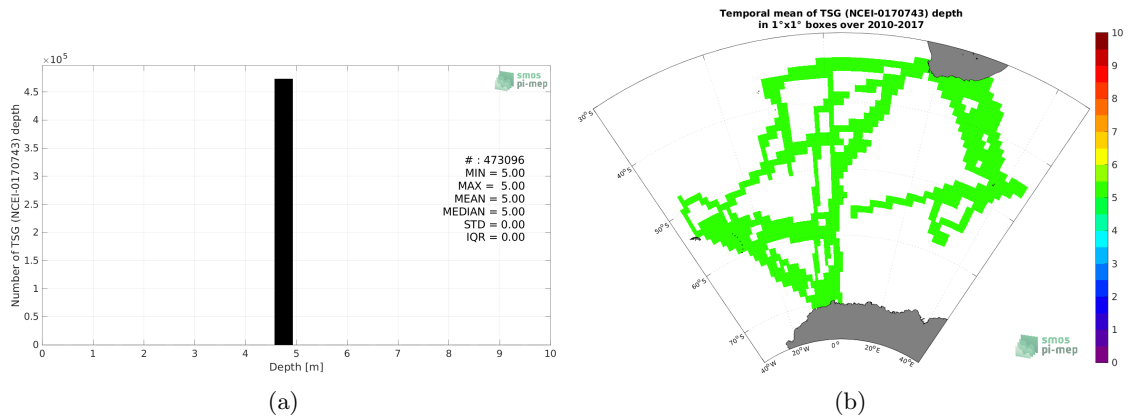 ×10⁵
4.5
4
3.5
3
2.5
2
1.5
1
0.5
0
Number of TSG (NCEI-0170743) depth
smos
pi-mep
# : 473096
MIN = 5.00
MAX = 5.00
MEAN = 5.00
MEDIAN = 5.00
STD = 0.00
IQR = 0.00
0 1 2 3 4 5 6 7 8 9 10
Depth [m]
(a)
Temporal mean of TSG (NCEI-0170743) depth
in 1°x1° boxes over 2010-2017
30°S
40°S
50°S
60°S
70°S
40°W
20°W
0°
20°E
40°E
10
9
8
7
6
5
4
3
2
1
0
smos
pi-mep
(b)